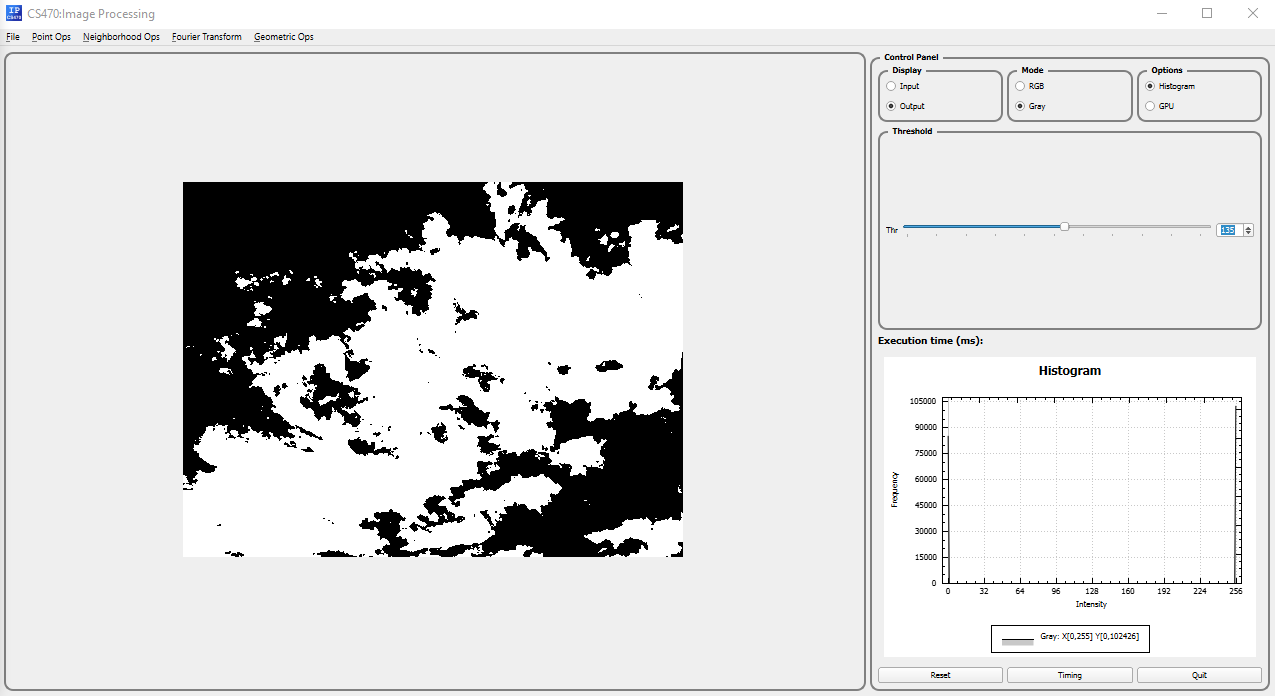 IP
CS470
CS470:Image Processing
File Point Ops Neighborhood Ops Fourier Transform Geometric Ops
Control Panel
Display Mode Options
Input RGB Histogram
Output Gray GPU
Threshold
Thr 135
Execution time (ms):
Histogram
105000
90000
75000
60000
45000
30000
15000
0
Frequency
0 32 64 96 128 160 192 224 256
Intensity
Gray: X[0,255] Y[0,102426]
Reset Timing Quit